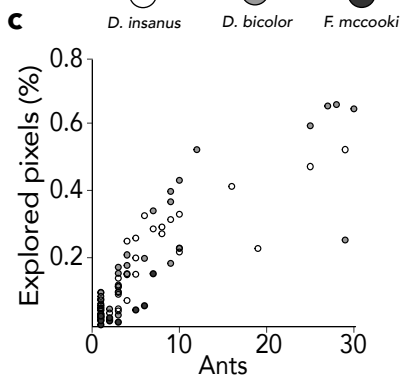 c
D. insanus D. bicolor F. mccooki
0.8
0.6
0.4
0.2
Explored pixels (%)
0 10 20 30
Ants